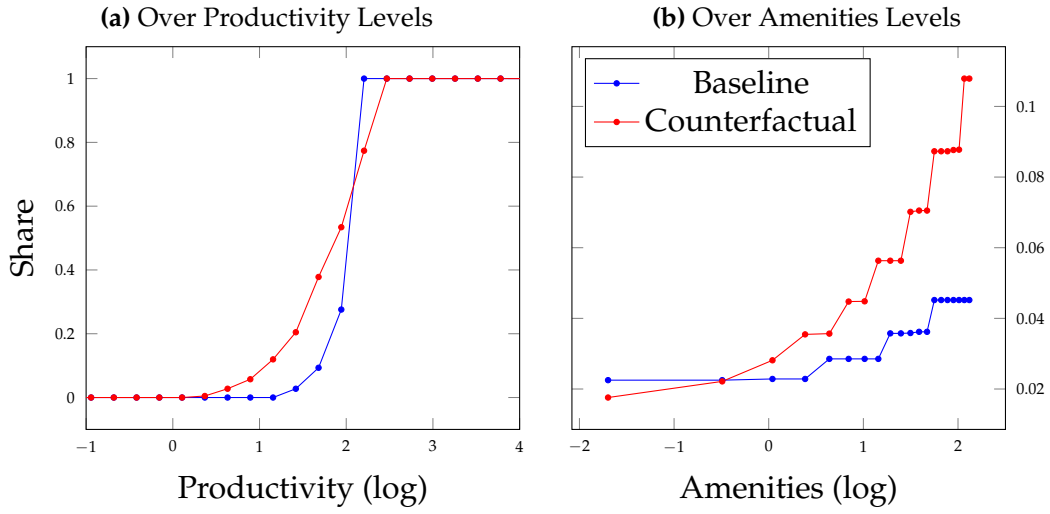 (a) Over Productivity Levels
(b) Over Amenities Levels
Share
1
0.8
0.6
0.4
0.2
0
−1 0 1 2 3 4
Productivity (log)
Baseline
Counterfactual
0.1
0.08
0.06
0.04
0.02
−2 −1 0 1 2
Amenities (log)